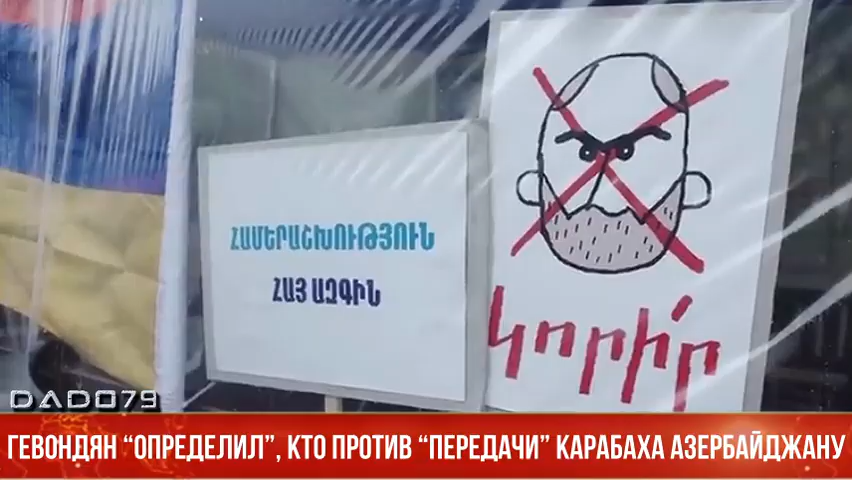 ՀԱՄԵՐԱՇԽՈՒԹՅՈՒՆ
ՀԱՅ ԱԶԳԻՆ
կորի՛ր
DADO79
ГЕВОНДЯН “ОПРЕДЕЛИЛ”, КТО ПРОТИВ “ПЕРЕДАЧИ” КАРАБАХА АЗЕРБАЙДЖАНУ